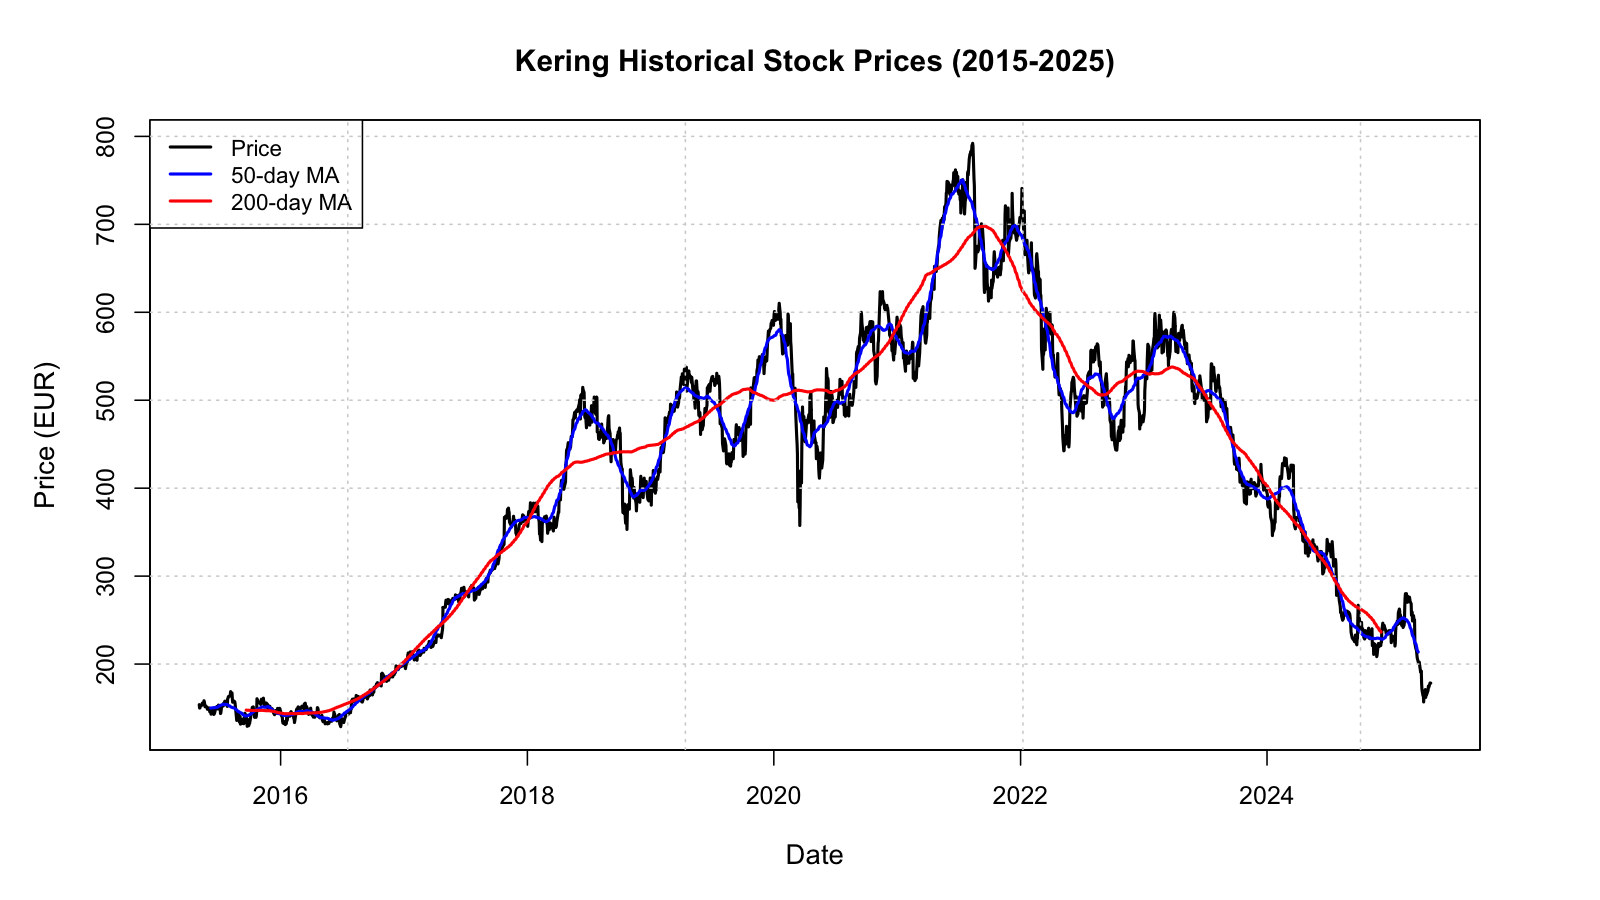 Kering Historical Stock Prices (2015-2025)
Price
50-day MA
200-day MA
800
700
600
500
400
300
200
Price (EUR)
2016 2018 2020 2022 2024
Date